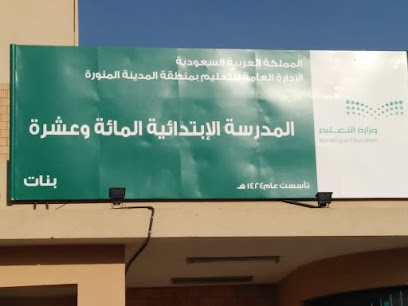 المملكة العربية السعودية
الادارة العامة للتعليم بمنطقة المدينة المنورة
المدرسة الإبتدائية المائة وعشرة
وزارة التعليم
Ministry of Education
تأسست عام ١٤٢٤هـ
بنات